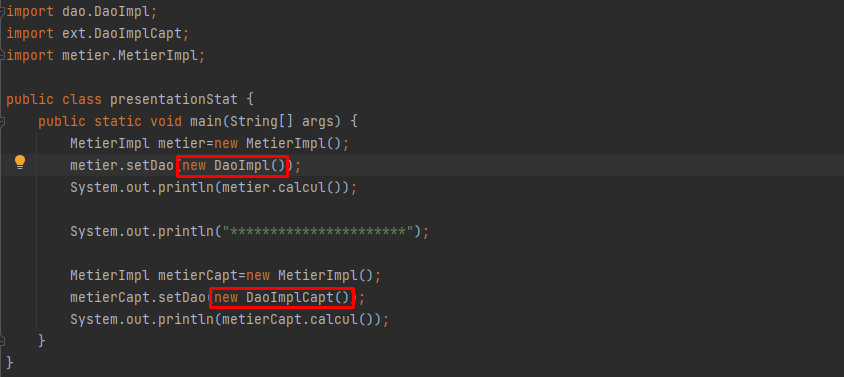 import dao.DaoImpl;
import ext.DaoImplCapt;
import metier.MetierImpl;

public class presentationStat {
    public static void main(String[] args) {
        MetierImpl metier=new MetierImpl();
        metier.setDao(new DaoImpl());
        System.out.println(metier.calcul());

        System.out.println("**********************");

        MetierImpl metierCapt=new MetierImpl();
        metierCapt.setDao(new DaoImplCapt());
        System.out.println(metierCapt.calcul());
    }
}